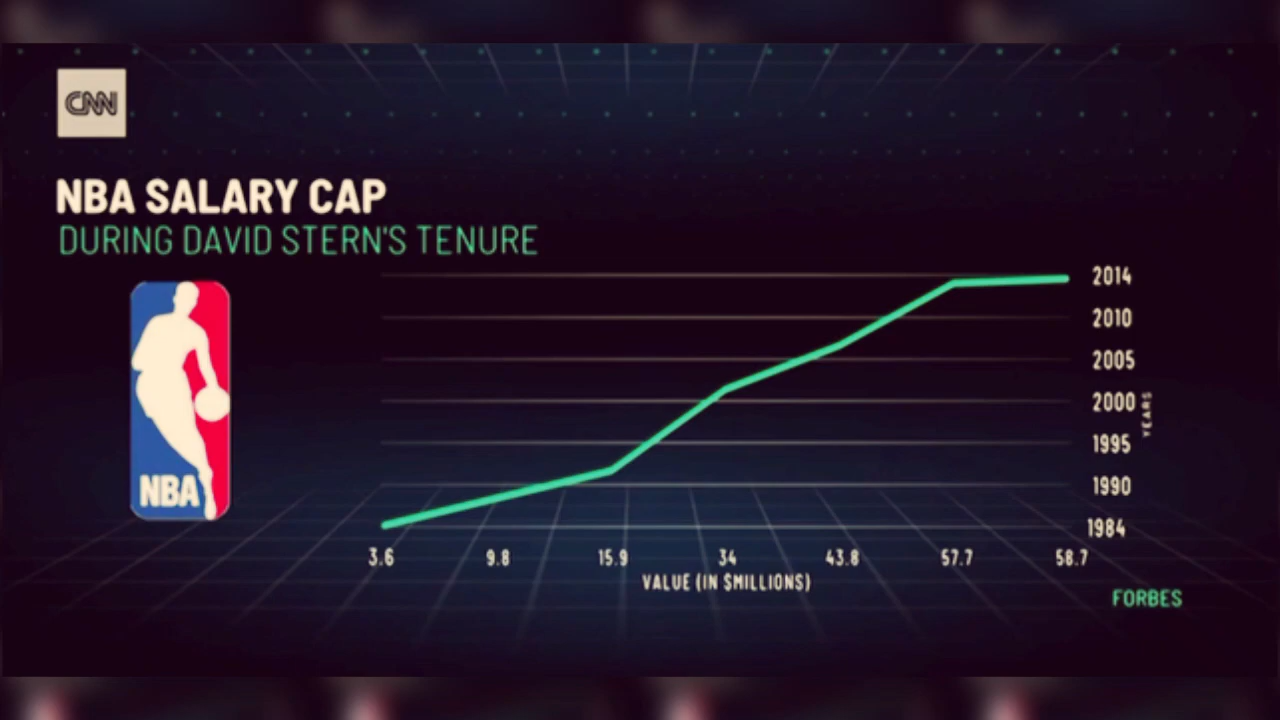 CNN
NBA SALARY CAP
DURING DAVID STERN'S TENURE
NBA
2014
2010
2005
2000
1995
1990
1984
YEARS
3.6 9.8 15.9 34 43.8 57.7 58.7
VALUE (IN $MILLIONS)
FORBES